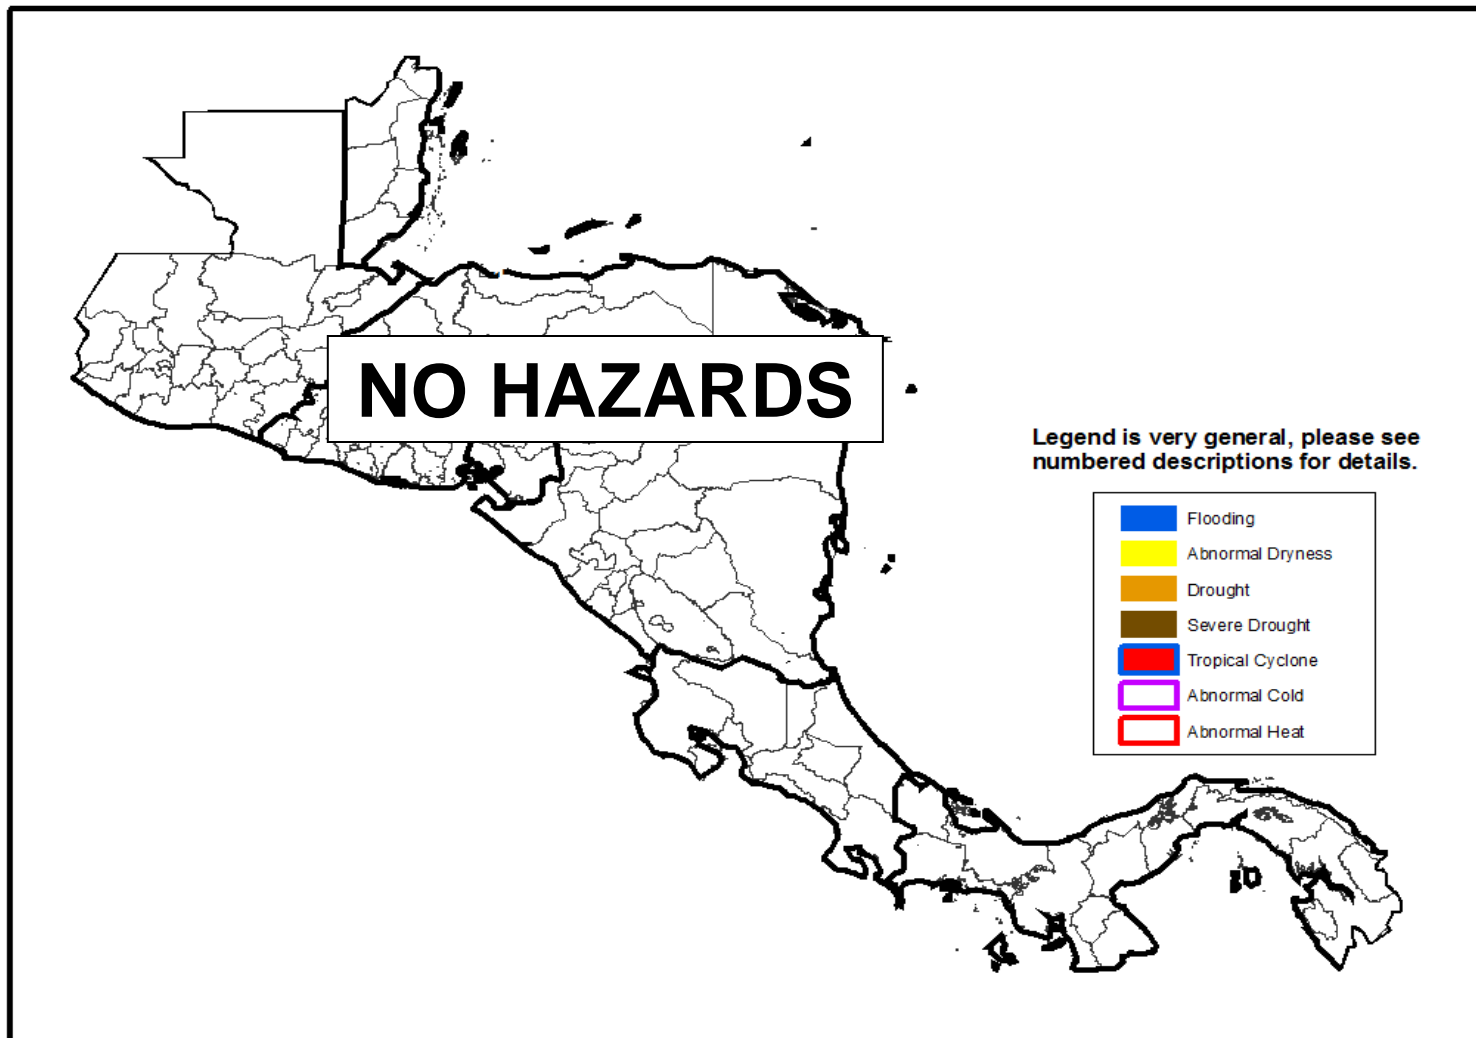 NO HAZARDS
Legend is very general, please see
numbered descriptions for details.
Flooding
Abnormal Dryness
Drought
Severe Drought
Tropical Cyclone
Abnormal Cold
Abnormal Heat